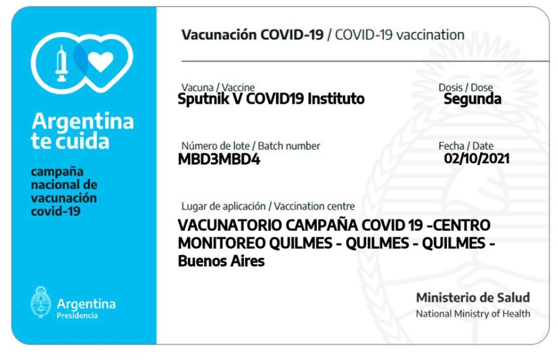 Argentina
te cuida
campaña
nacional de
vacunación
covid-19
Argentina
Presidencia
Vacunación COVID-19 / COVID-19 vaccination
Vacuna / Vaccine
Sputnik V COVID19 Instituto
Dosis / Dose
Segunda
Número de lote / Batch number
MBD3MBD4
Fecha / Date
02/10/2021
Lugar de aplicación / Vaccination centre
VACUNATORIO CAMPAÑA COVID 19 -CENTRO
MONITOREO QUILMES - QUILMES - QUILMES -
Buenos Aires
Ministerio de Salud
National Ministry of Health